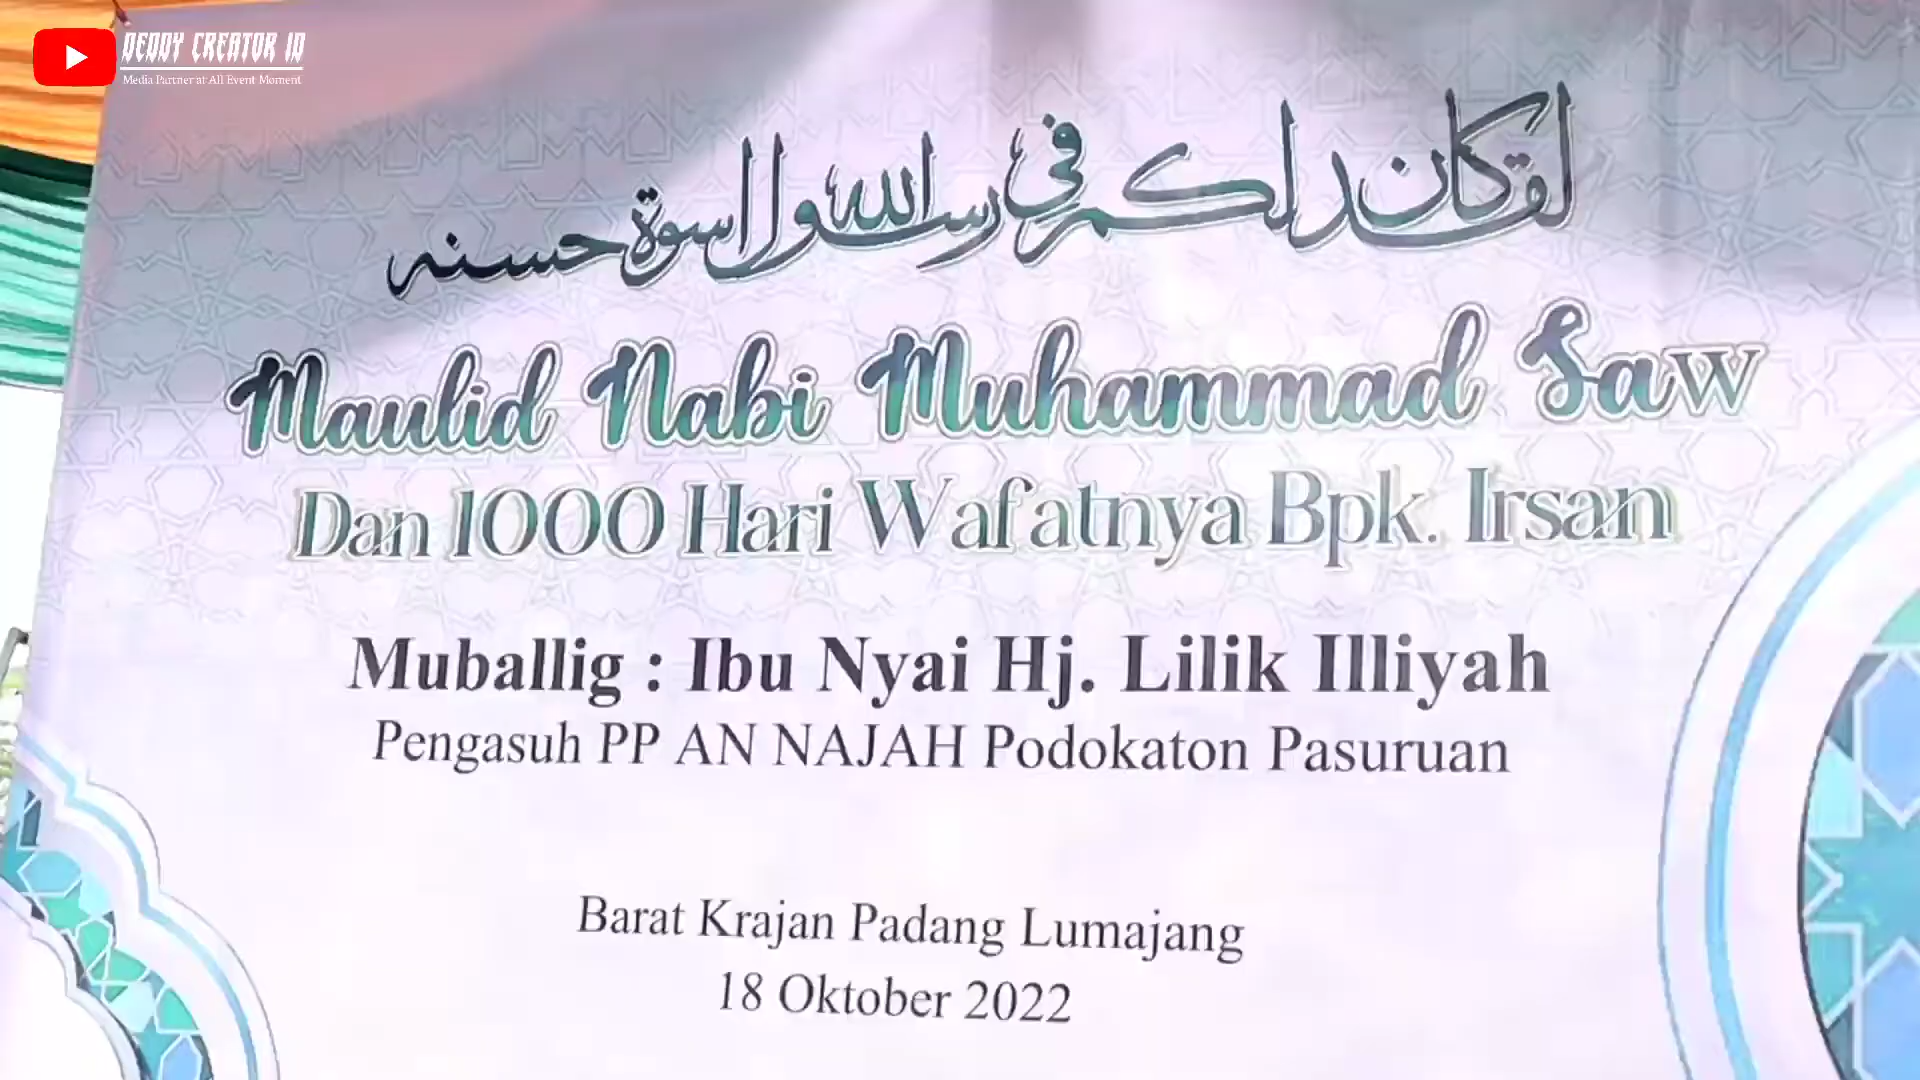 DEDDY CREATOR ID
Media Partner at All Event Moment
لقد كان لكم في رسول الله اسوة حسنه
Maulid Nabi Muhammad Saw
Dan 1000 Hari Wafatnya Bpk. Irsan
Muballig : Ibu Nyai Hj. Lilik Illiyah
Pengasuh PP AN NAJAH Podokaton Pasuruan
Barat Krajan Padang Lumajang
18 Oktober 2022